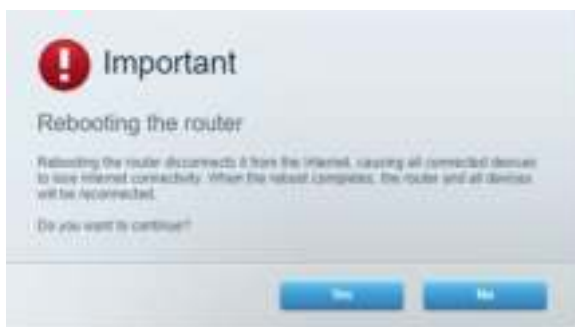 Important
Rebooting the router
Rebooting the router disconnects it from the Internet, causing all connected devices
to lose Internet connectivity. When the reboot completes, the router and all devices
will be reconnected.
Do you want to continue?
Yes
No